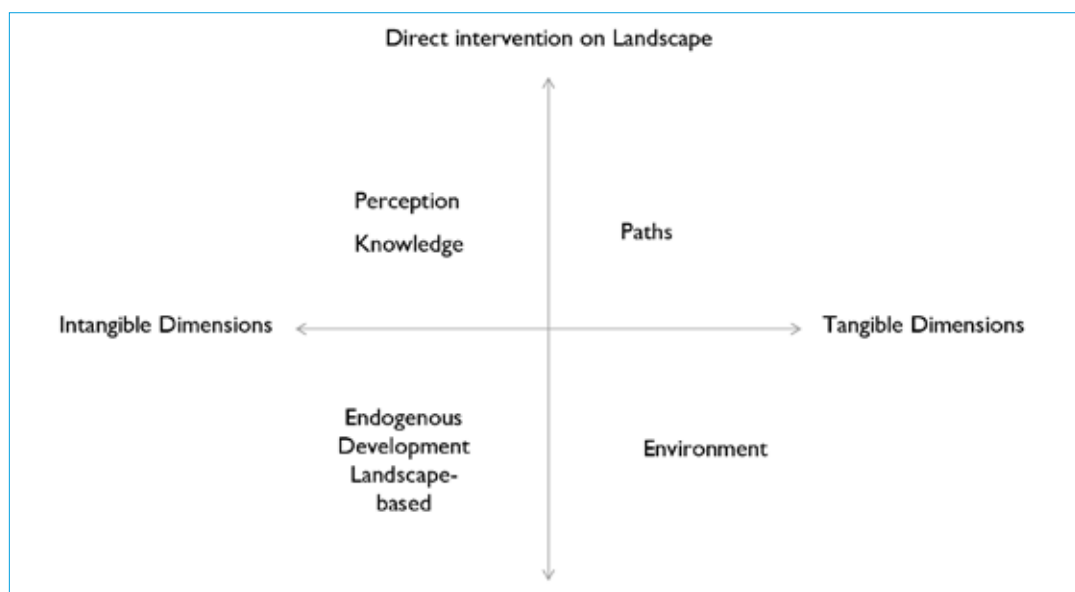 Direct intervention on Landscape
Perception
Knowledge
Paths
Intangible Dimensions
Tangible Dimensions
Endogenous
Development
Landscape-
based
Environment